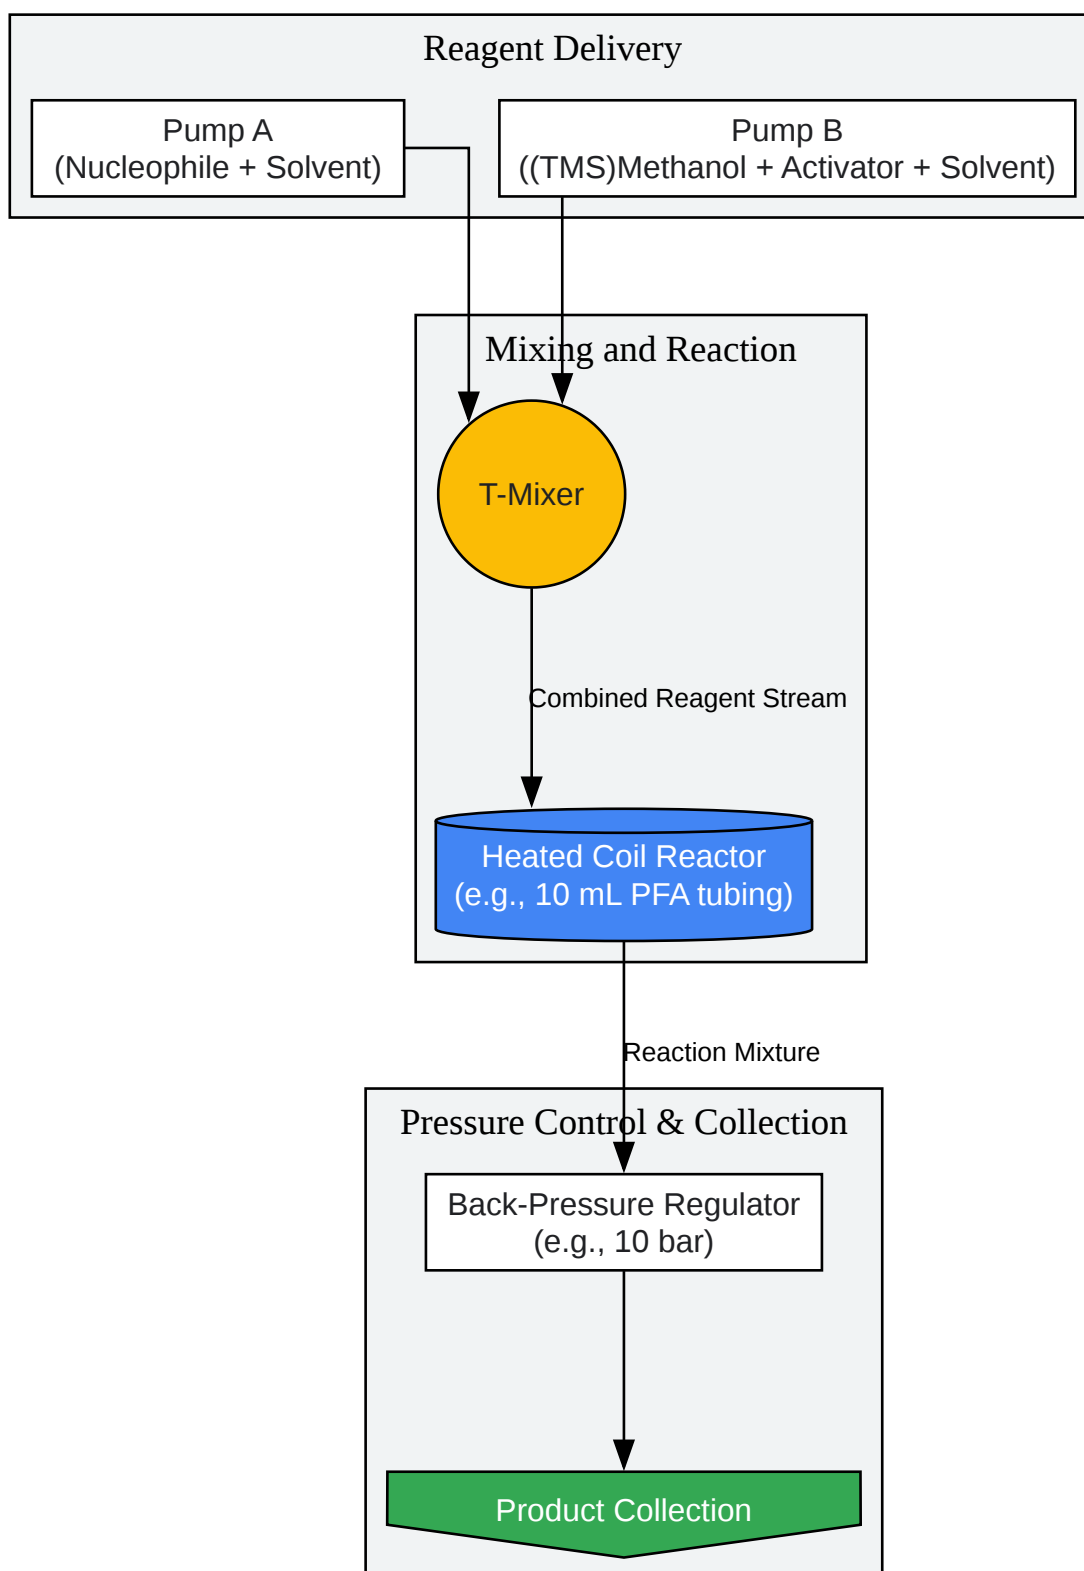 Reagent Delivery
Pump A
(Nucleophile + Solvent)
Pump B
((TMS)Methanol + Activator + Solvent)
Mixing and Reaction
T-Mixer
Combined Reagent Stream
Heated Coil Reactor
(e.g., 10 mL PFA tubing)
Reaction Mixture
Pressure Control & Collection
Back-Pressure Regulator
(e.g., 10 bar)
Product Collection